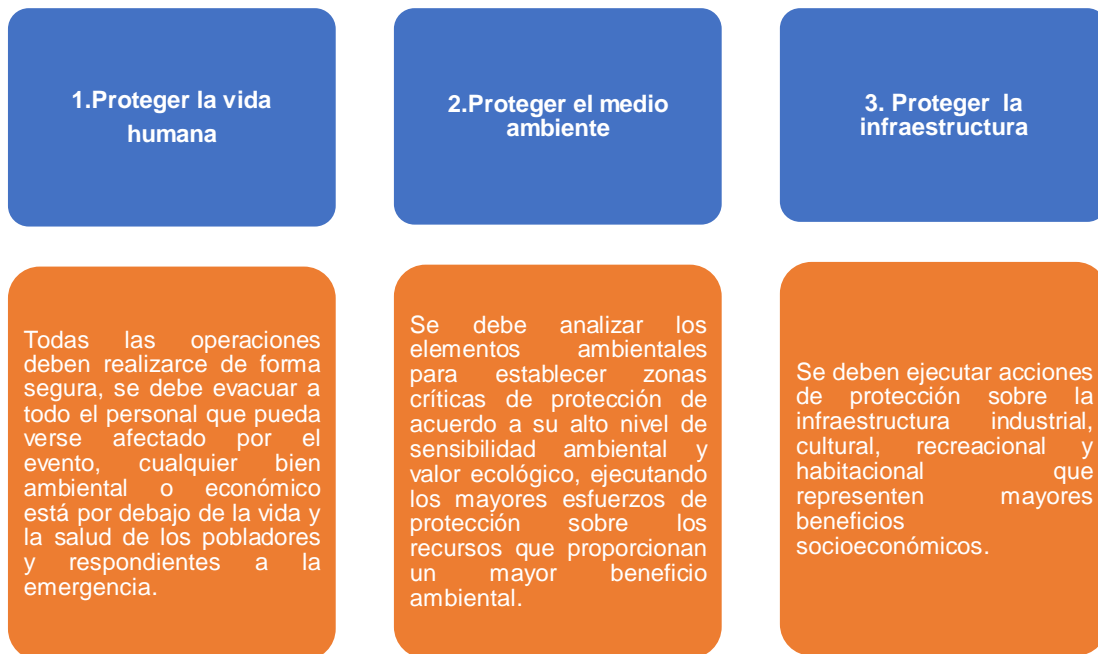 1.Proteger la vida
humana
Todas las operaciones
deben realizarce de forma
segura, se debe evacuar a
todo el personal que pueda
verse afectado por el
evento, cualquier bien
ambiental o económico
está por debajo de la vida y
la salud de los pobladores
y respondientes a la
emergencia.
2.Proteger el medio
ambiente
Se debe analizar los
elementos ambientales
para establecer zonas
críticas de protección de
acuerdo a su alto nivel de
sensibilidad ambiental y
valor ecológico, ejecutando
los mayores esfuerzos de
protección sobre los
recursos que proporcionan
un mayor beneficio
ambiental.
3. Proteger la
infraestructura
Se deben ejecutar acciones
de protección sobre la
infraestructura industrial,
cultural, recreacional y
habitacional que
representen mayores
beneficios
socioeconómicos.